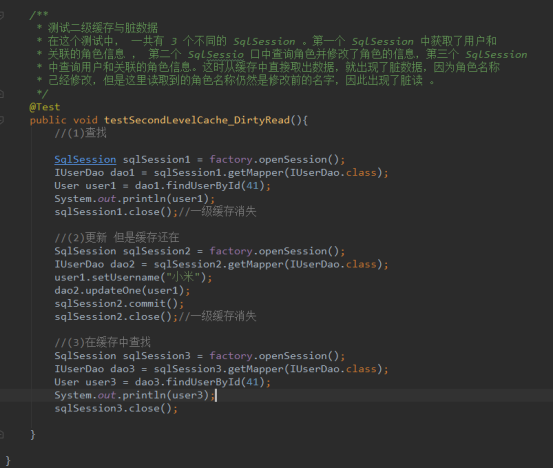 /**
* 测试二级缓存与脏数据
* 在这个测试中， 一共有 3 个不同的 SqlSession 。第一个 SqlSession 中获取了用户和
* 关联的角色信息 ， 第二个 SqlSessio 口中查询角色并修改了角色的信息，第三个 SqlSession
* 中查询用户和关联的角色信息。这时从缓存中直接取出数据，就出现了脏数据，因为角色名称
* 己经修改，但是这里读取到的角色名称仍然是修改前的名字，因此出现了脏读 。
*/
@Test
public void testSecondLevelCache_DirtyRead(){
//(1)查找
SqlSession sqlSession1 = factory.openSession();
IUserDao dao1 = sqlSession1.getMapper(IUserDao.class);
User user1 = dao1.findUserById(41);
System.out.println(user1);
sqlSession1.close();//一级缓存消失
//(2)更新 但是缓存还在
SqlSession sqlSession2 = factory.openSession();
IUserDao dao2 = sqlSession2.getMapper(IUserDao.class);
user1.setUsername("小米");
dao2.updateOne(user1);
sqlSession2.commit();
sqlSession2.close();//一级缓存消失
//(3)在缓存中查找
SqlSession sqlSession3 = factory.openSession();
IUserDao dao3 = sqlSession3.getMapper(IUserDao.class);
User user3 = dao3.findUserById(41);
System.out.println(user3);
sqlSession3.close();
}
}